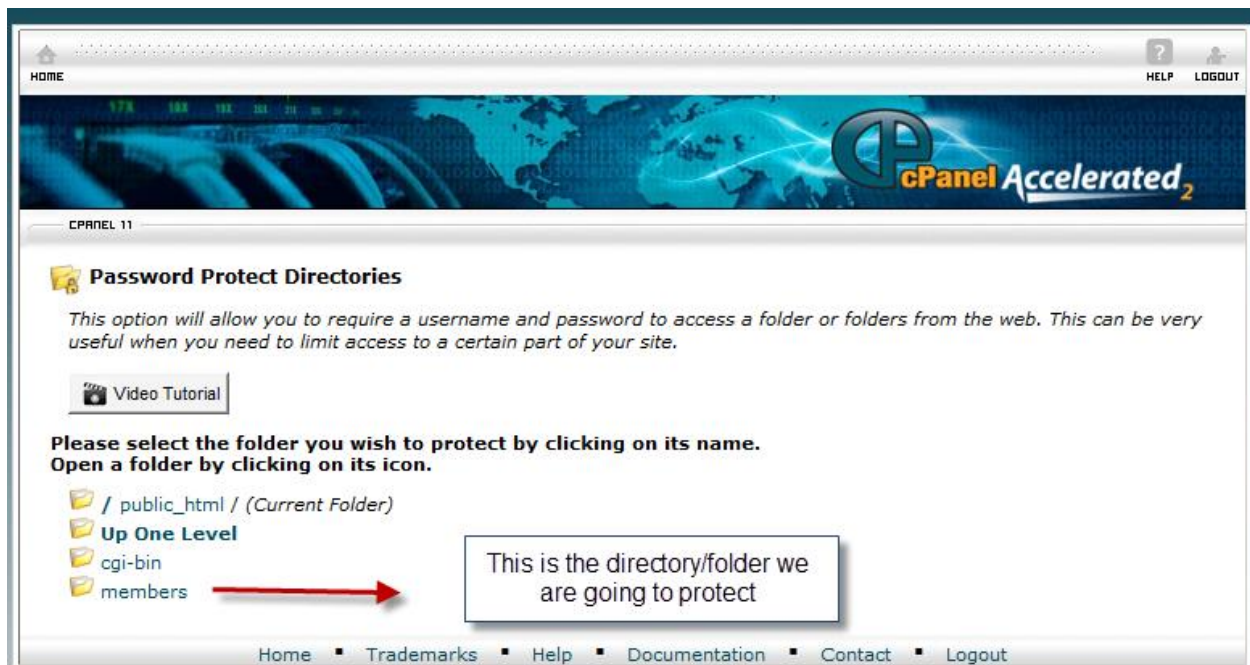 HOME
HELP LOGOUT
cPanel Accelerated2
CPANEL 11
Password Protect Directories
This option will allow you to require a username and password to access a folder or folders from the web. This can be very
useful when you need to limit access to a certain part of your site.
Video Tutorial
Please select the folder you wish to protect by clicking on its name.
Open a folder by clicking on its icon.
/ public_html / (Current Folder)
Up One Level
cgi-bin
members
This is the directory/folder we
are going to protect
Home ▪ Trademarks ▪ Help ▪ Documentation ▪ Contact ▪ Logout